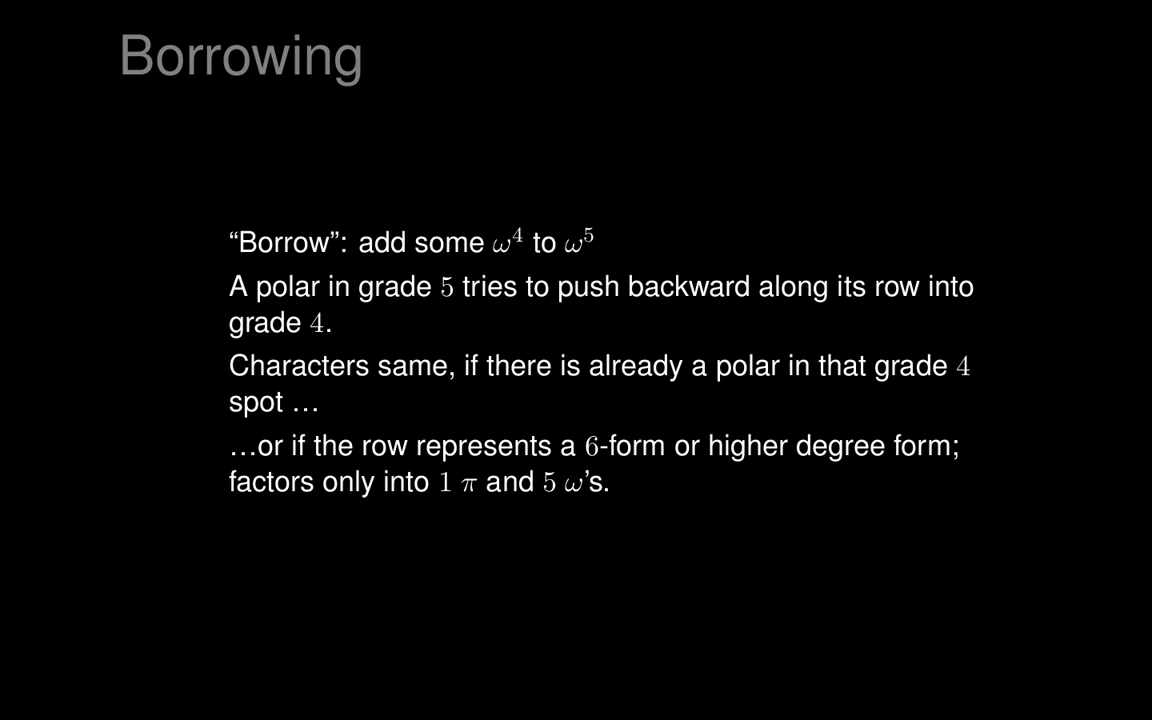 Borrowing
“Borrow”: add some ω⁴ to ω⁵
A polar in grade 5 tries to push backward along its row into
grade 4.
Characters same, if there is already a polar in that grade 4
spot …
…or if the row represents a 6-form or higher degree form;
factors only into 1 π and 5 ω’s.